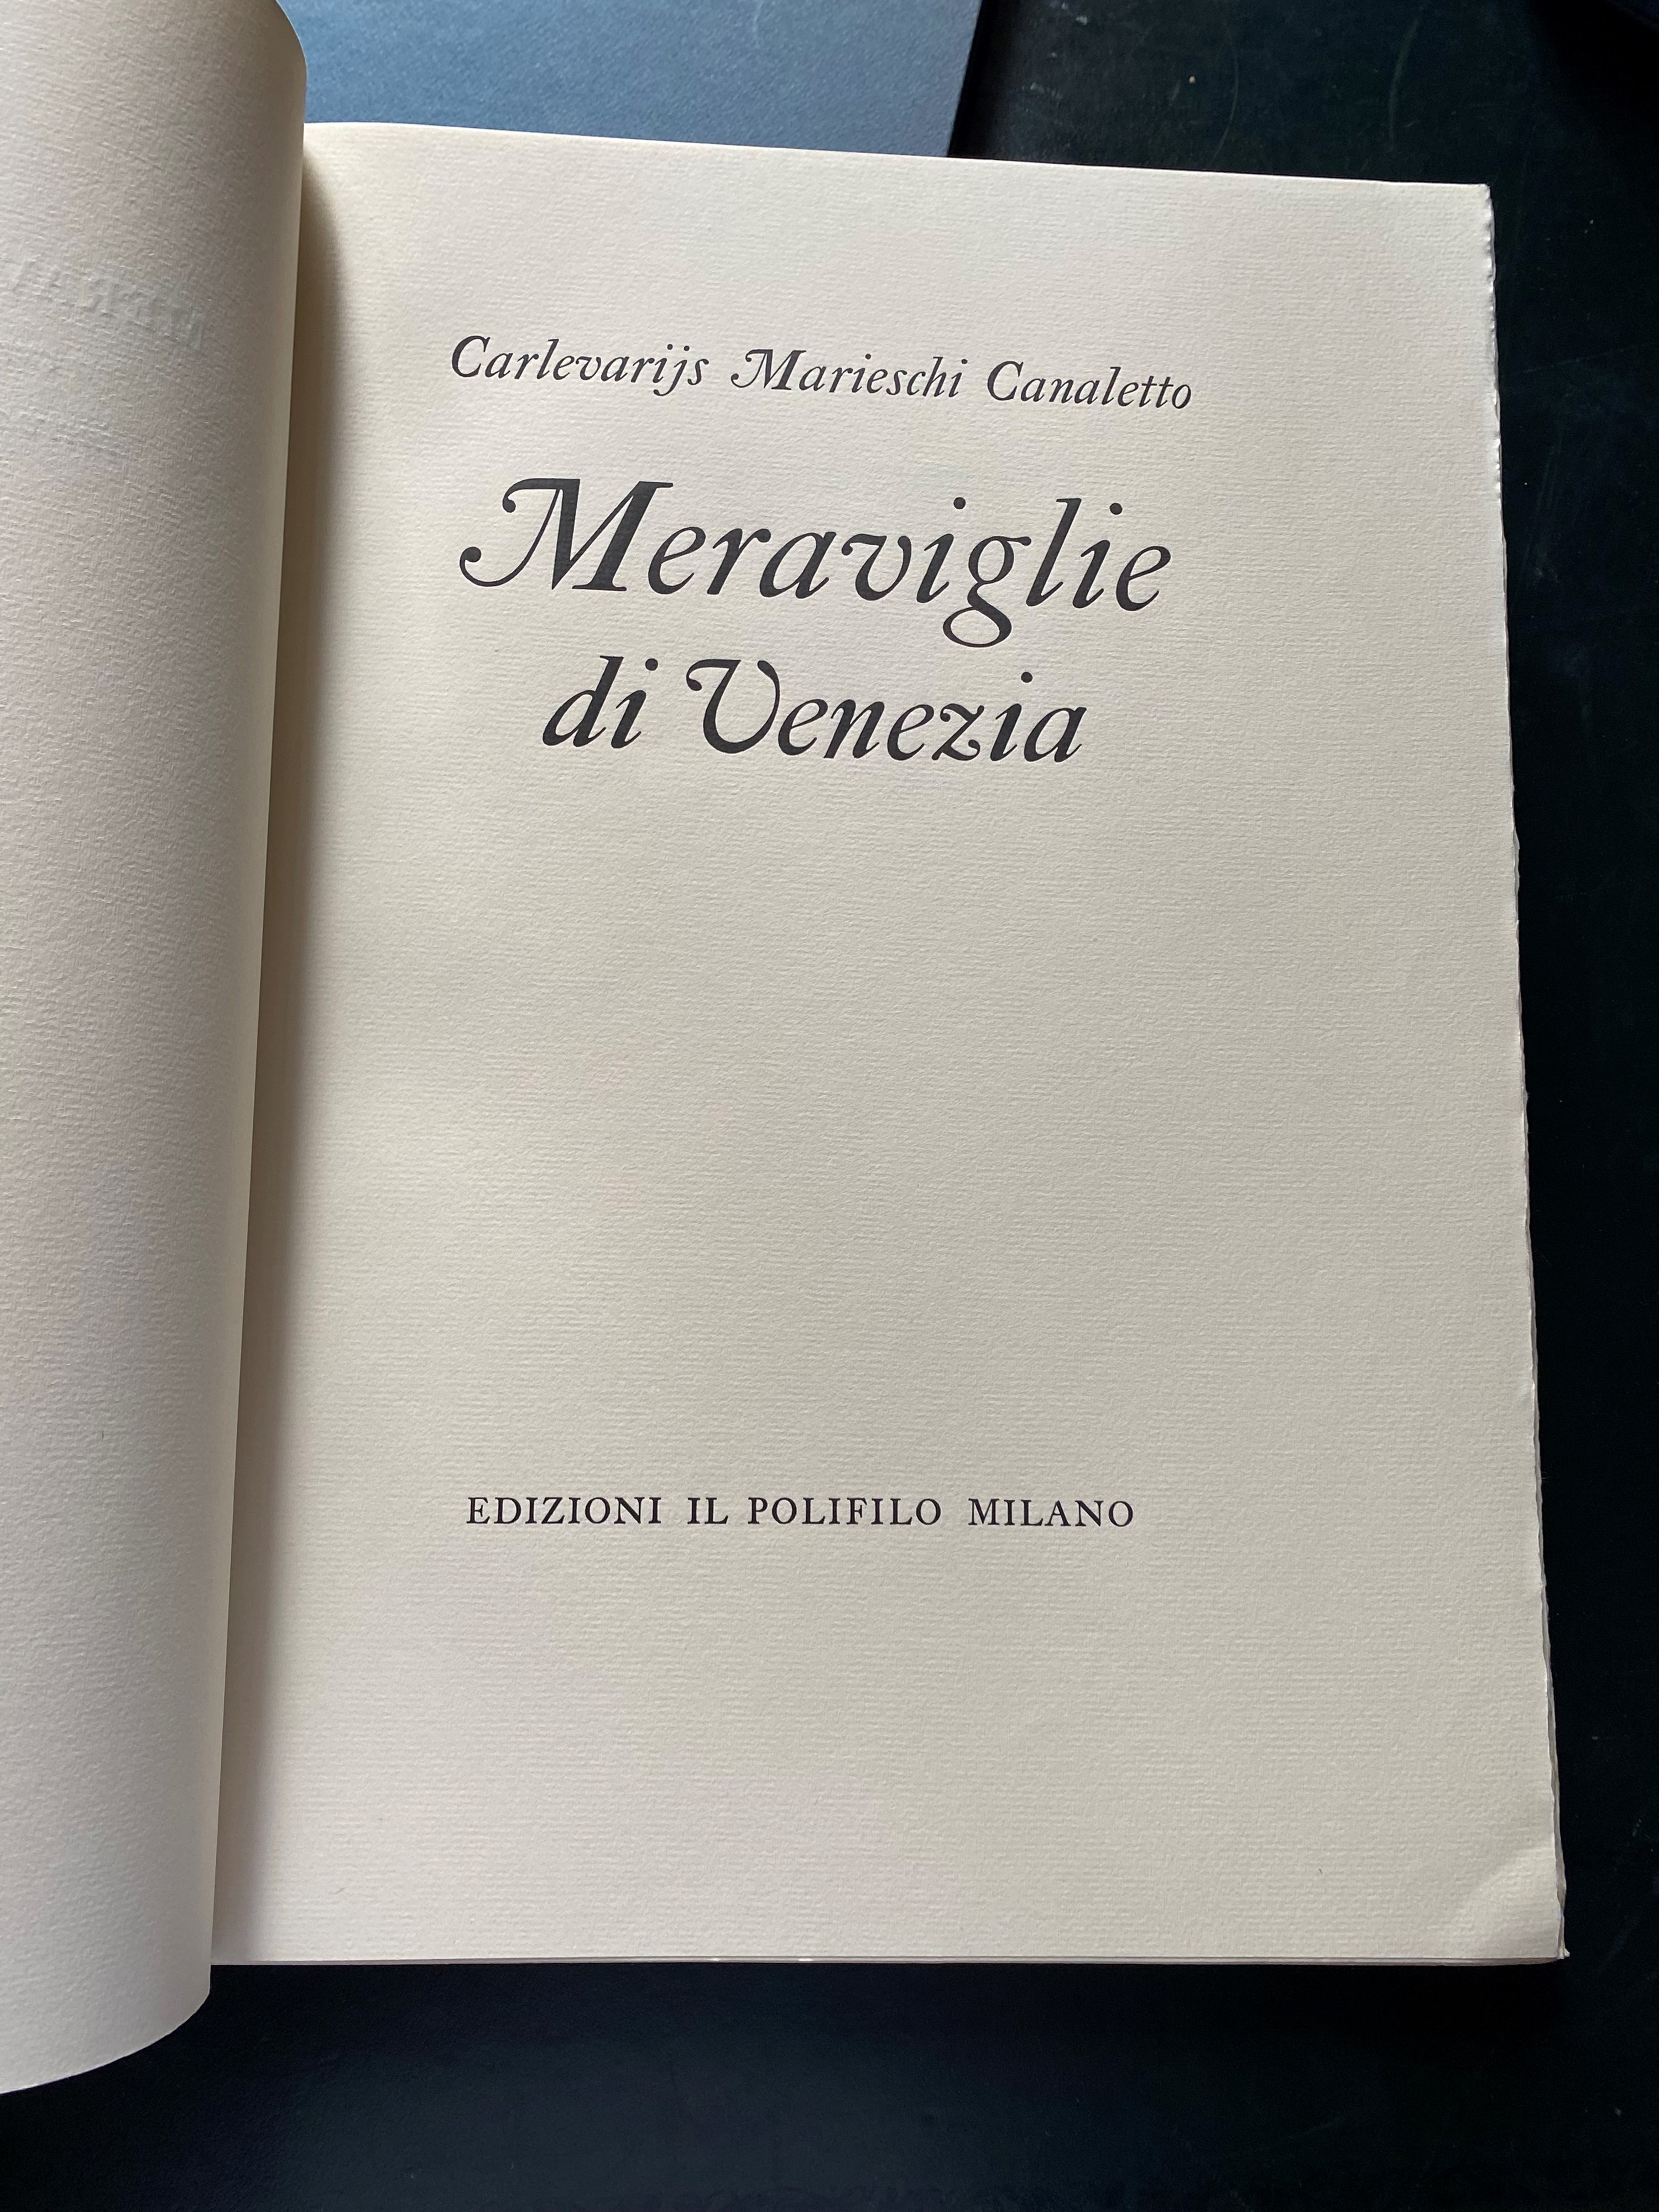 Carlevarijs Marieschi Canaletto
Meraviglie
di Venezia
EDIZIONI IL POLIFILO MILANO